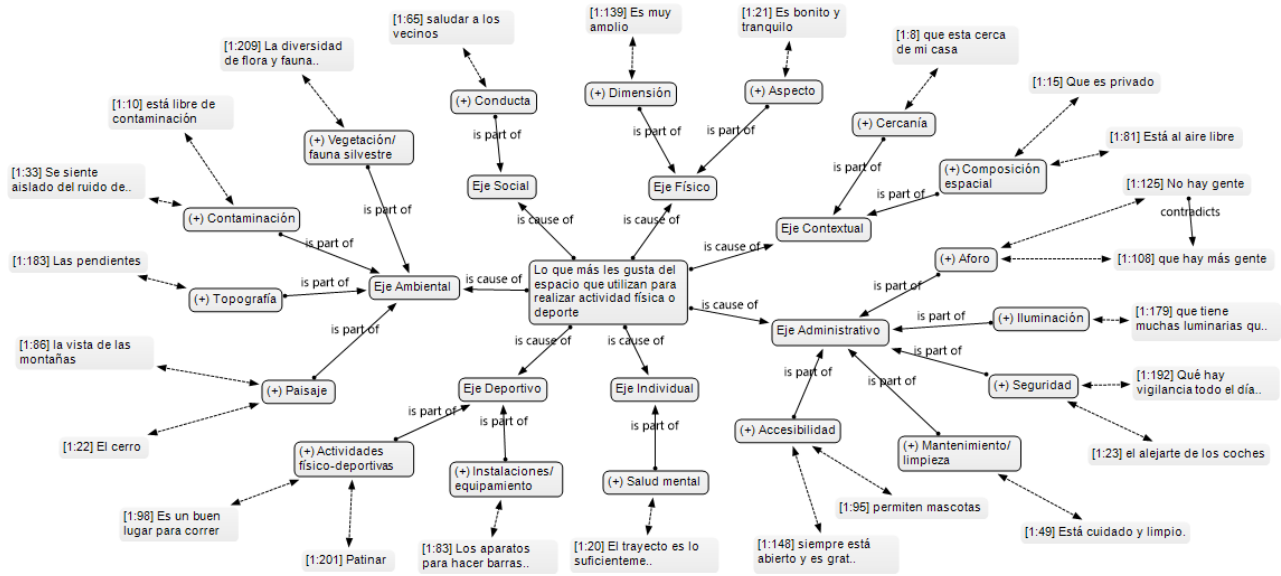 [1:65] saludar a los
vecinos
[1:139] Es muy
amplio
[1:21] Es bonito y
tranquilo
[1:8] que esta cerca
de mi casa
[1:209] La diversidad
de flora y fauna..
[1:15] Que es privado
[1:10] está libre de
contaminación
(+) Conducta
(+) Dimensión
(+) Aspecto
(+) Cercanía
[1:81] Está al aire libre
is part of
is part of
is part of
(+) Vegetación/
fauna silvestre
is part of
(+) Composición
espacial
[1:33] Se siente
aislado del ruido de..
[1:125] No hay gente
Eje Social
Eje Físico
is part of
(+) Contaminación
is part of
contradicts
is cause of
is cause of
Eje Contextual
is part of
is cause of
(+) Aforo
[1:108] que hay más gente
[1:183] Las pendientes
(+) Topografía
is part of
Eje Ambiental
is cause of
Lo que más les gusta del
espacio que utilizan para
realizar actividad física o
deporte
is cause of
is part of
Eje Administrativo
is part of
(+) Iluminación
[1:179] que tiene
muchas luminarias qu..
[1:86] la vista de las
montañas
is part of
is cause of
is cause of
is part of
(+) Paisaje
Eje Deportivo
Eje Individual
(+) Seguridad
[1:192] Qué hay
vigilancia todo el día..
is part of
is part of
is part of
is part of
is part of
[1:22] El cerro
(+) Actividades
físico-deportivas
(+) Instalaciones/
equipamiento
(+) Salud mental
(+) Accesibilidad
(+) Mantenimiento/
limpieza
[1:23] el alejarte de los coches
[1:98] Es un buen
lugar para correr
[1:95] permiten mascotas
[1:49] Está cuidado y limpio.
[1:201] Patinar
[1:83] Los aparatos
para hacer barras..
[1:20] El trayecto es lo
suficienteme..
[1:148] siempre está
abierto y es grat..